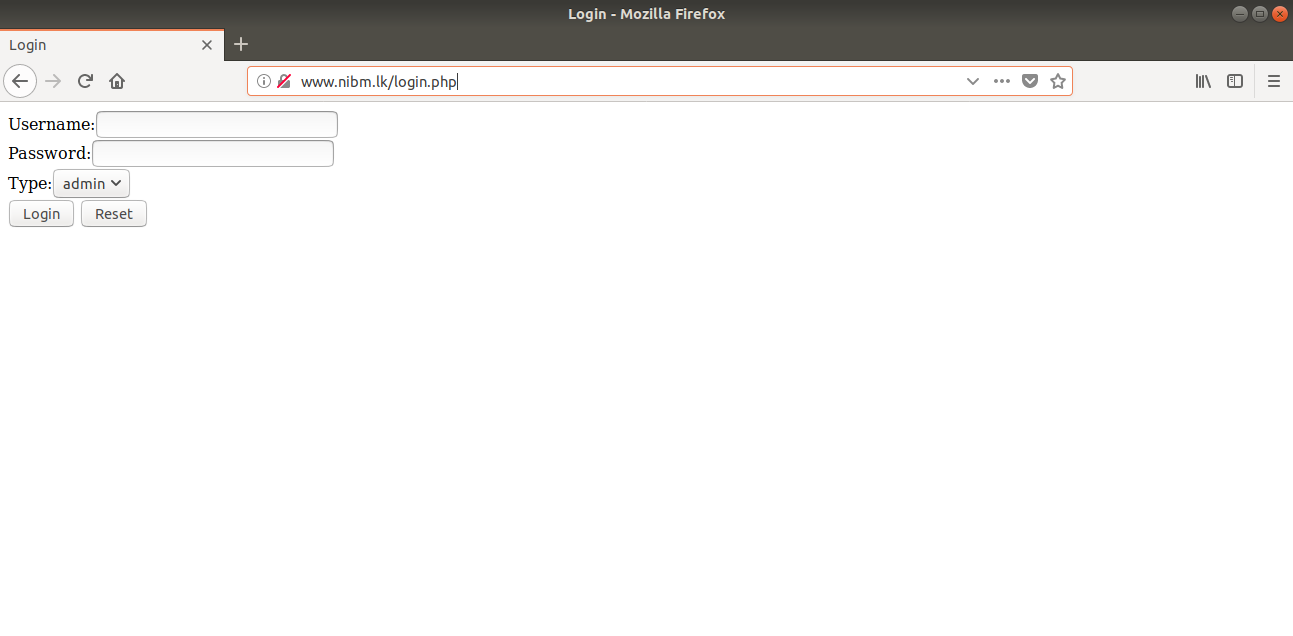 Login - Mozilla Firefox
Login
www.nibm.lk/login.php
Username:
Password:
Type: admin
Login Reset